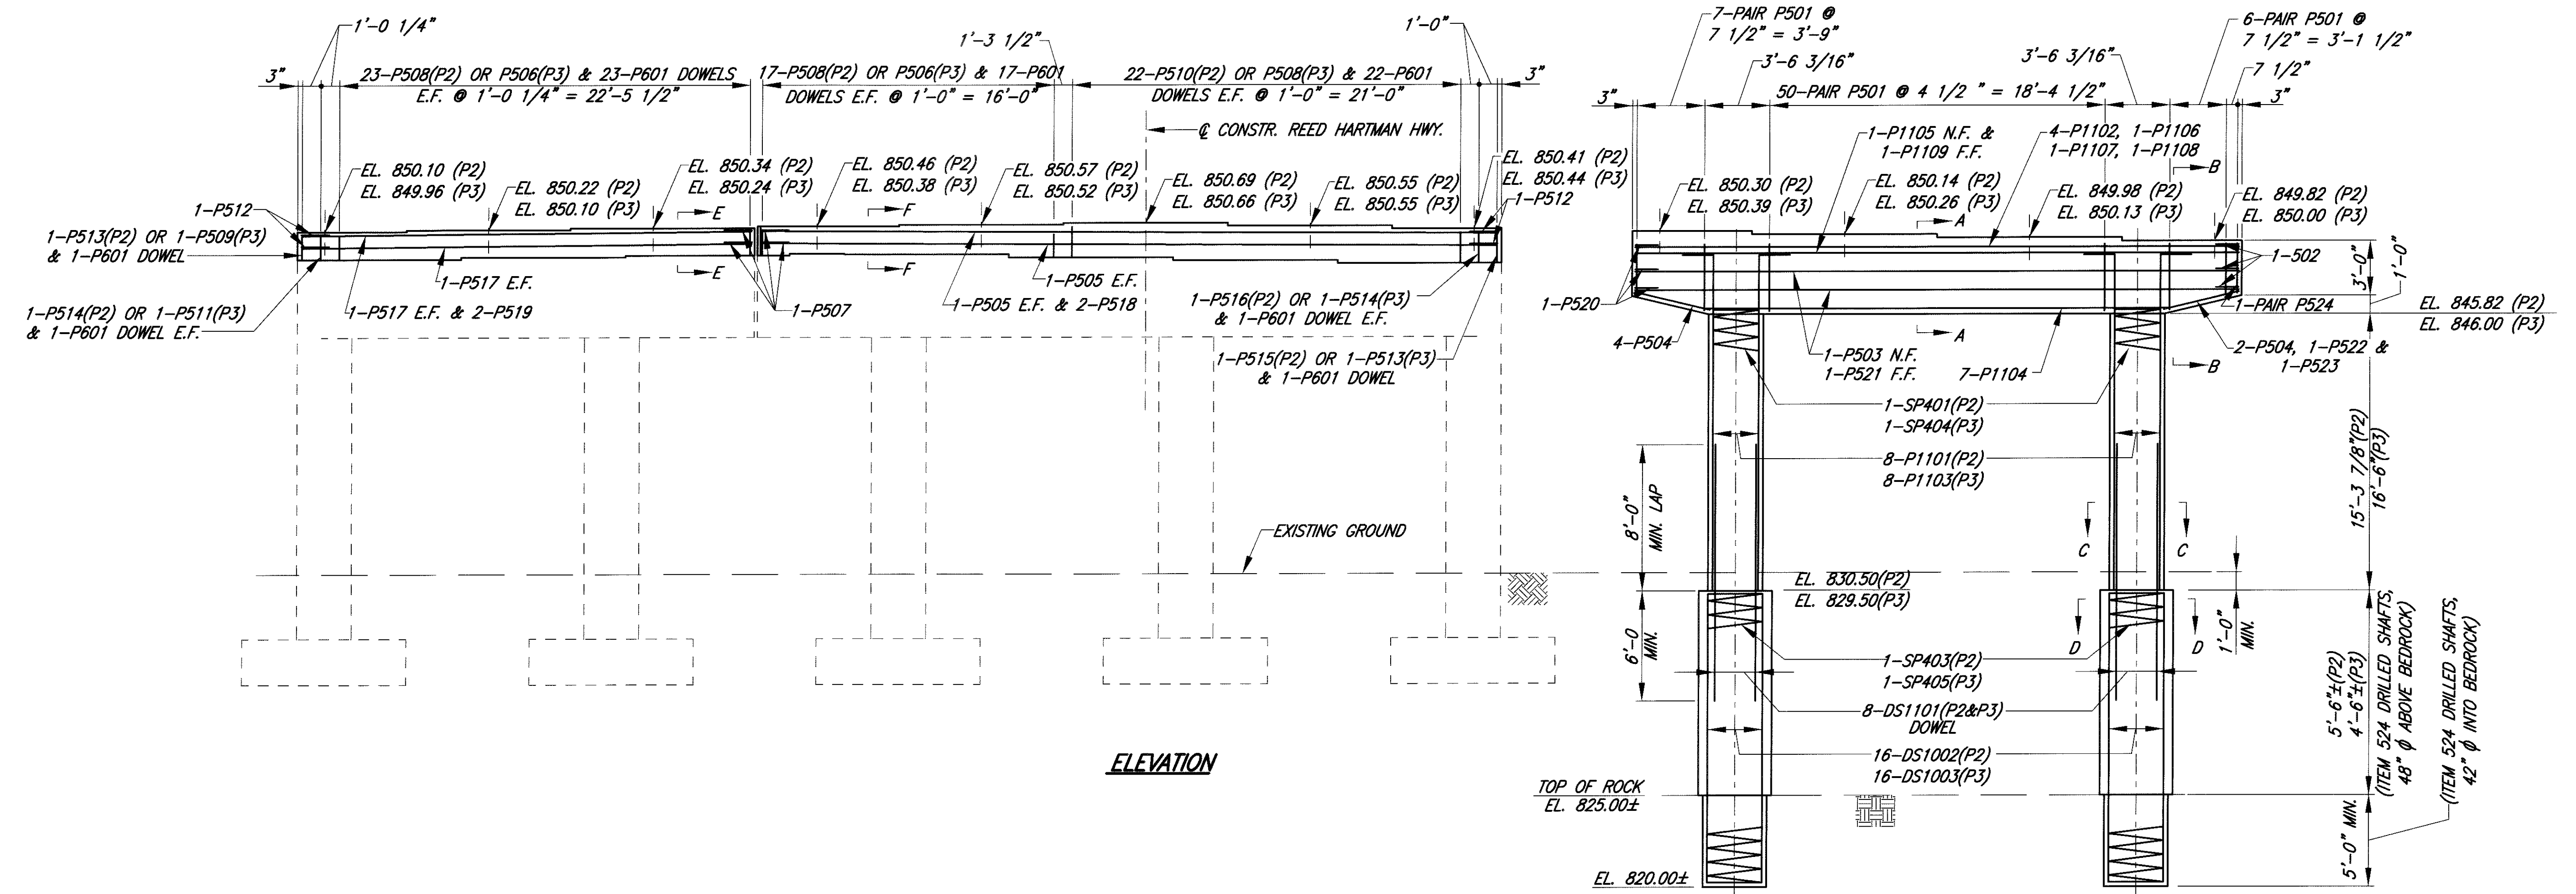 1'-0 1/4"
3"
23-P508(P2) OR P506(P3) & 23-P601 DOWELS
E.F. @ 1'-0 1/4" = 22'-5 1/2"
17-P508(P2) OR P506(P3) & 17-P601
DOWELS E.F. @ 1'-0" = 16'-0"
1'-3 1/2"
22-P510(P2) OR P508(P3) & 22-P601
DOWELS E.F. @ 1'-0" = 21'-0"
1'-0"
3"
℄ CONSTR. REED HARTMAN HWY.
EL. 850.10 (P2)
EL. 849.96 (P3)
EL. 850.22 (P2)
EL. 850.10 (P3)
EL. 850.34 (P2)
EL. 850.24 (P3)
EL. 850.46 (P2)
EL. 850.38 (P3)
EL. 850.57 (P2)
EL. 850.52 (P3)
EL. 850.69 (P2)
EL. 850.66 (P3)
EL. 850.55 (P2)
EL. 850.55 (P3)
EL. 850.41 (P2)
EL. 850.44 (P3)
1-P512
E
F
1-P512
1-P513(P2) OR 1-P509(P3)
& 1-P601 DOWEL
E
F
1-P514(P2) OR 1-P511(P3)
& 1-P601 DOWEL E.F.
1-P517 E.F.
1-P517 E.F. & 2-P519
1-P507
1-P505 E.F.
1-P505 E.F. & 2-P518
1-P516(P2) OR 1-P514(P3)
& 1-P601 DOWEL E.F.
1-P515(P2) OR 1-P513(P3)
& 1-P601 DOWEL
EXISTING GROUND
ELEVATION
7-PAIR P501 @
7 1/2" = 3'-9"
3'-6 3/16"
3'-6 3/16"
6-PAIR P501 @
7 1/2" = 3'-1 1/2"
7 1/2"
3"
50-PAIR P501 @ 4 1/2 " = 18'-4 1/2"
3"
1-P1105 N.F. &
1-P1109 F.F.
4-P1102, 1-P1106
1-P1107, 1-P1108
B
EL. 850.30 (P2)
EL. 850.39 (P3)
EL. 850.14 (P2)
EL. 850.26 (P3)
EL. 849.98 (P2)
EL. 850.13 (P3)
EL. 849.82 (P2)
EL. 850.00 (P3)
A
1-502
3'-0"
1'-0"
1-P520
1-PAIR P524
EL. 845.82 (P2)
EL. 846.00 (P3)
4-P504
A
1-P503 N.F.
1-P521 F.F.
7-P1104
B
2-P504, 1-P522 &
1-P523
1-SP401(P2)
1-SP404(P3)
8-P1101(P2)
8-P1103(P3)
8'-0"
MIN. LAP
15'-3 7/8"(P2)
16'-6"(P3)
C
C
EL. 830.50(P2)
EL. 829.50(P3)
6'-0
MIN.
D
D
1'-0"
MIN.
1-SP403(P2)
1-SP405(P3)
8-DS1101(P2&P3)
DOWEL
16-DS1002(P2)
16-DS1003(P3)
5'-6"±(P2)
4'-6"±(P3)
(ITEM 524 DRILLED SHAFTS,
48" ϕ ABOVE BEDROCK)
(ITEM 524 DRILLED SHAFTS,
42" ϕ INTO BEDROCK)
TOP OF ROCK
EL. 825.00±
5'-0" MIN.
EL. 820.00±